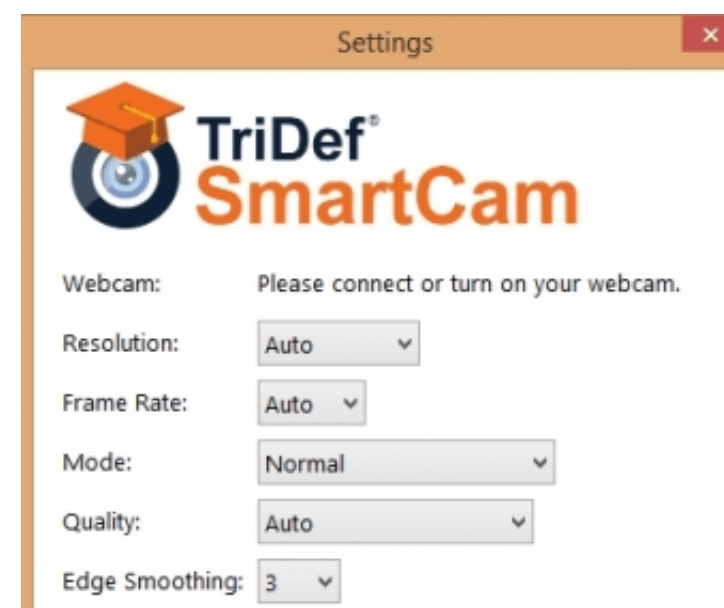 Settings
TriDef®
SmartCam
Webcam: Please connect or turn on your webcam.
Resolution: Auto
Frame Rate: Auto
Mode: Normal
Quality: Auto
Edge Smoothing: 3